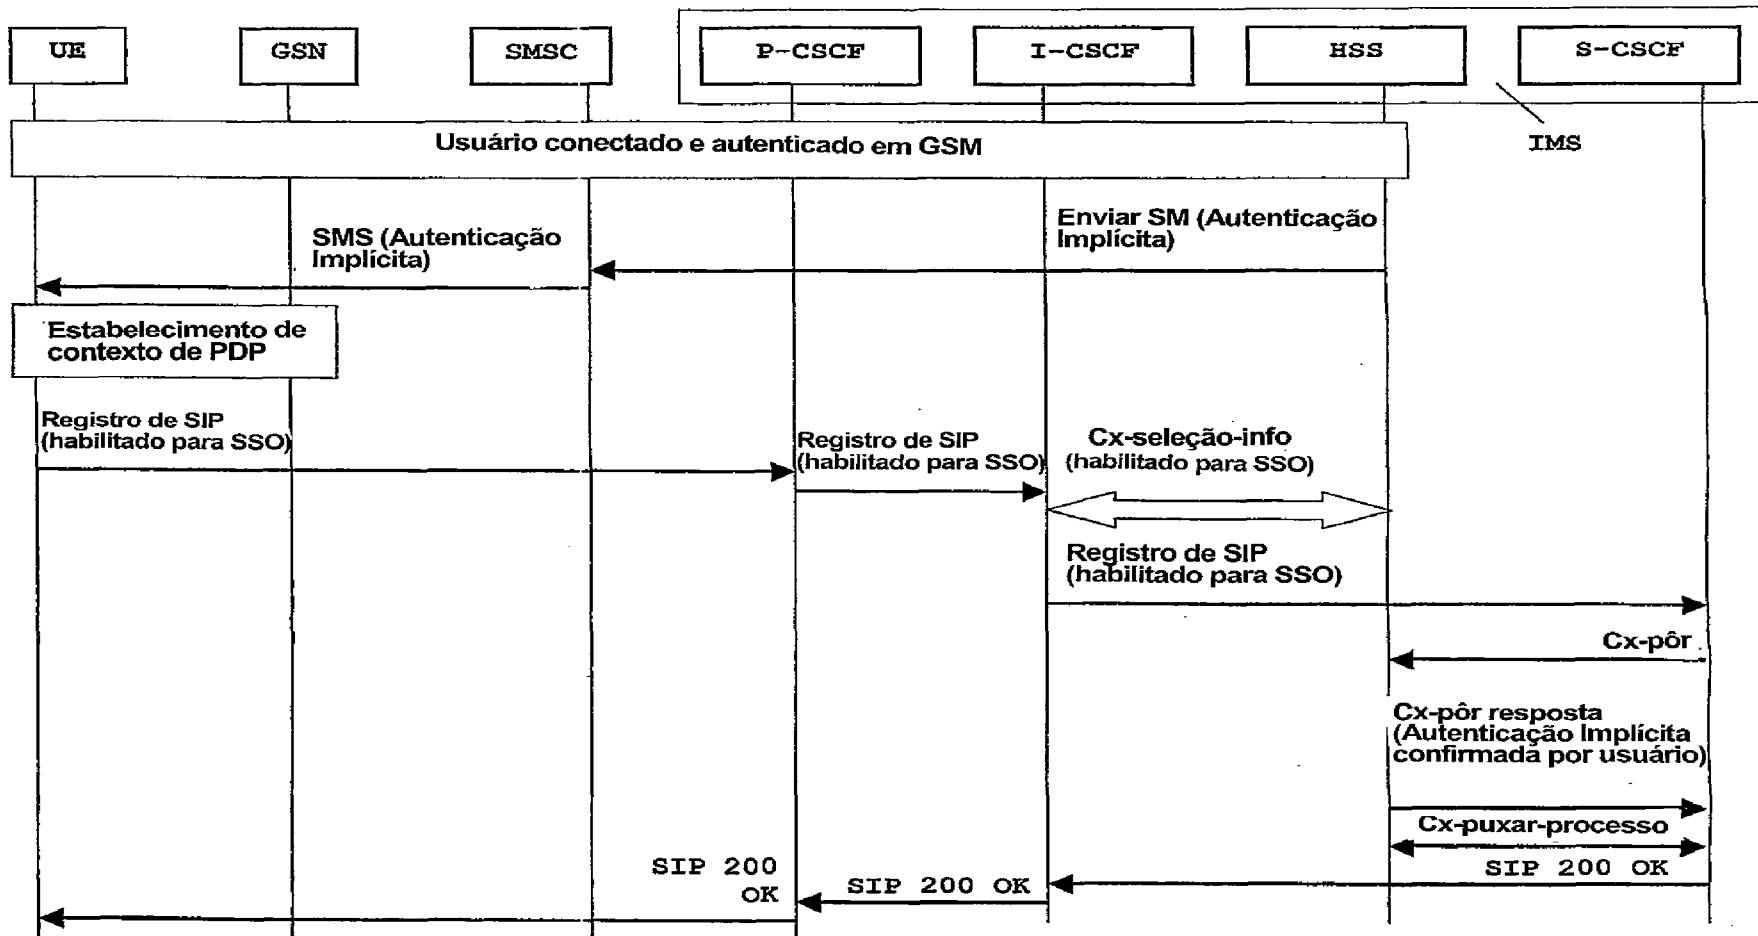 UE
GSN
SMSC
P-CSCF
I-CSCF
HSS
S-CSCF
IMS
Usuário conectado e autenticado em GSM
Enviar SM (Autenticação
Implícita)
SMS (Autenticação
Implícita)
Estabelecimento de
contexto de PDP
Registro de SIP
(habilitado para SSO)
Registro de SIP
(habilitado para SSO)
Cx-seleção-info
(habilitado para SSO)
Registro de SIP
(habilitado para SSO)
Cx-pôr
Cx-pôr resposta
(Autenticação Implícita
confirmada por usuário)
Cx-puxar-processo
SIP 200 OK
SIP 200 OK
SIP 200
OK